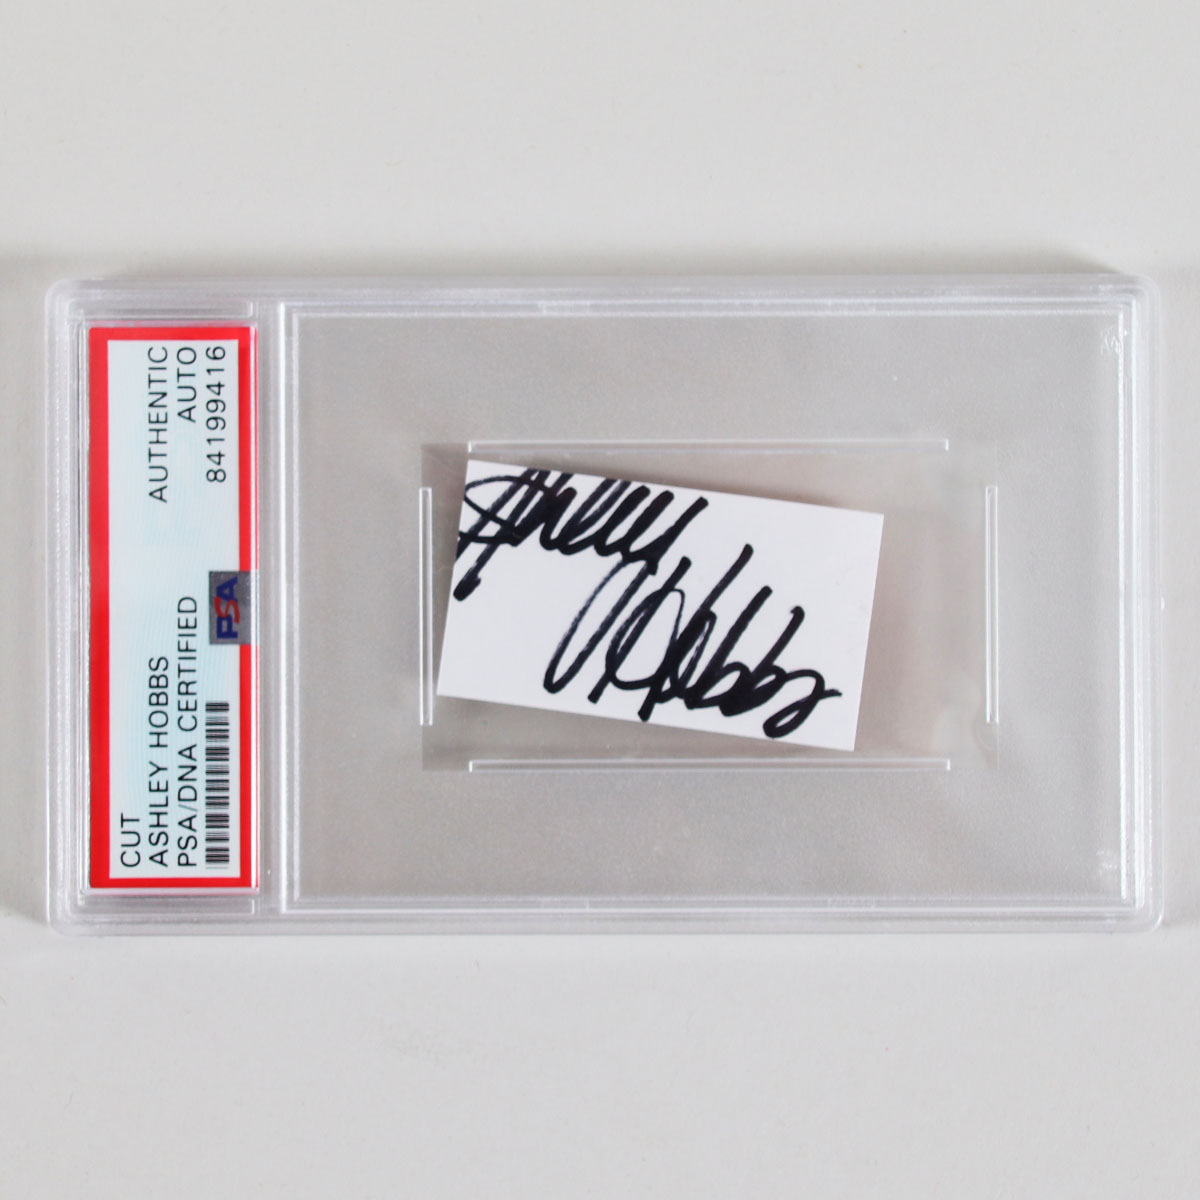 CUT
ASHLEY HOBBS
PSA/DNA CERTIFIED
AUTHENTIC
AUTO
84199416
PSA
Ashley
Hobbs